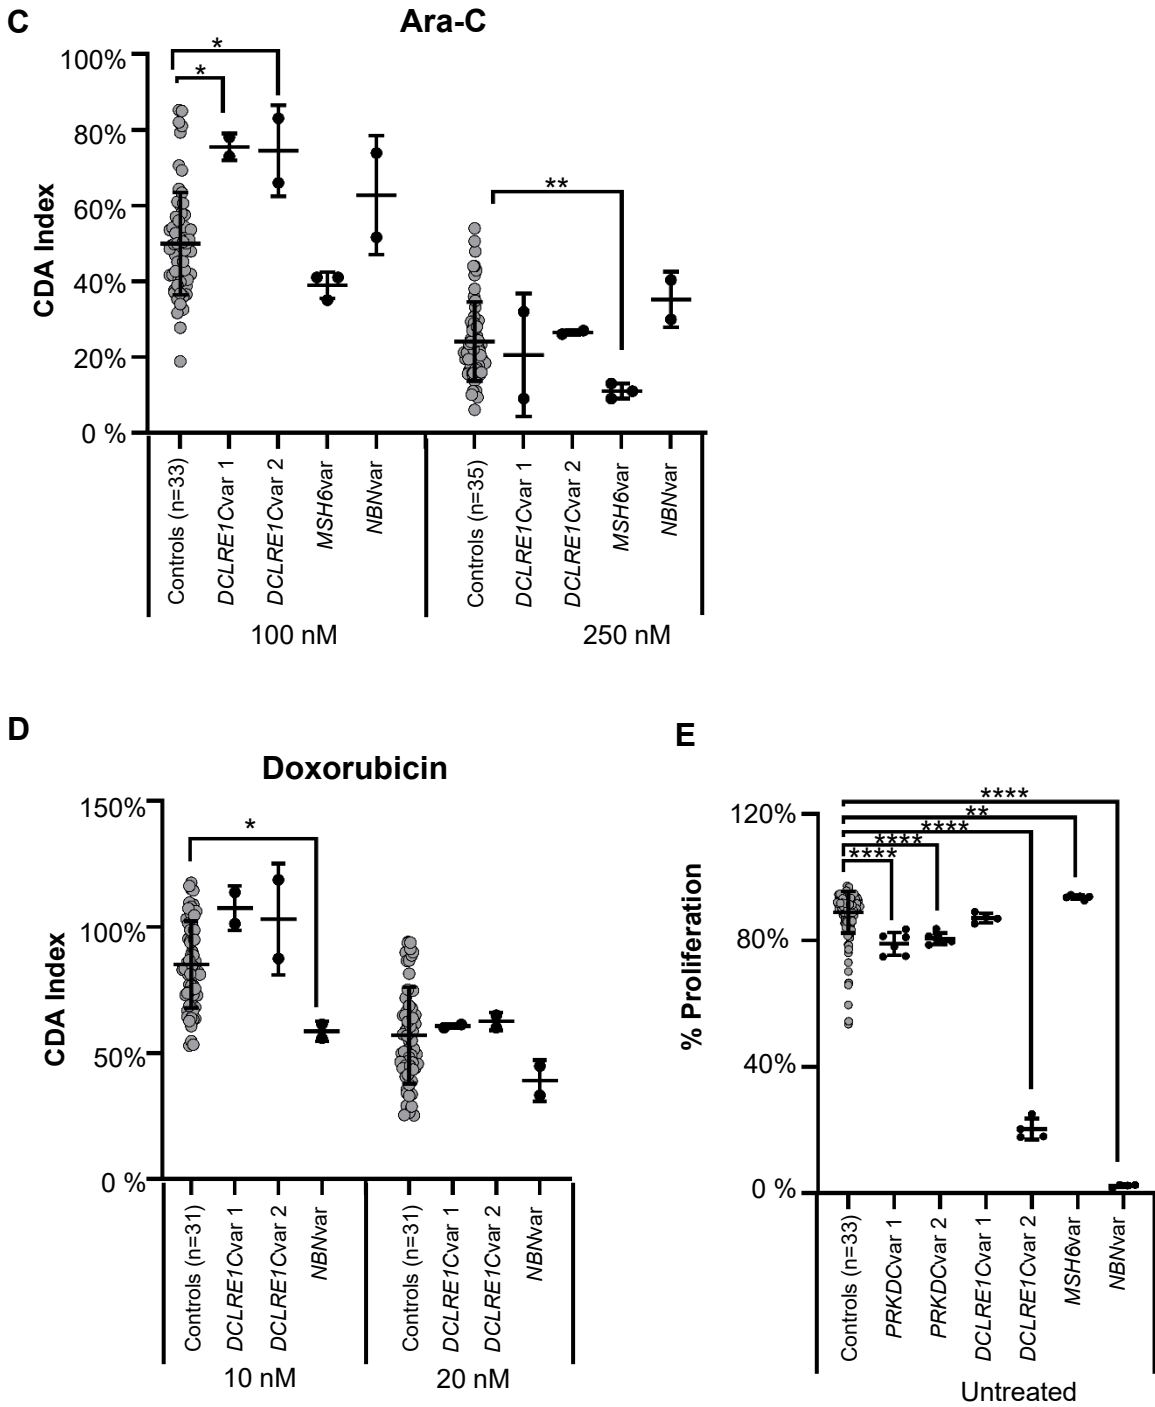 C
Ara-C
CDA Index
100%
80%
60%
40%
20%
0 %
*
*
**
Controls (n=33)
DCLRE1Cvar 1
DCLRE1Cvar 2
MSH6var
NBNvar
Controls (n=35)
DCLRE1Cvar 1
DCLRE1Cvar 2
MSH6var
NBNvar
100 nM
250 nM
D
Doxorubicin
CDA Index
150%
100%
50%
0 %
*
Controls (n=31)
DCLRE1Cvar 1
DCLRE1Cvar 2
NBNvar
Controls (n=31)
DCLRE1Cvar 1
DCLRE1Cvar 2
NBNvar
10 nM
20 nM
E
% Proliferation
120%
80%
40%
0 %
****
**
****
****
****
Controls (n=33)
PRKDCvar 1
PRKDCvar 2
DCLRE1Cvar 1
DCLRE1Cvar 2
MSH6var
NBNvar
Untreated